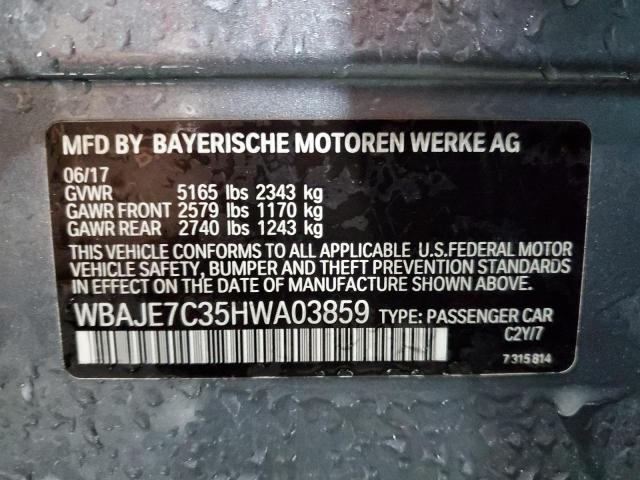 MFD BY BAYERISCHE MOTOREN WERKE AG
06/17
GVWR 5165 lbs 2343 kg
GAWR FRONT 2579 lbs 1170 kg
GAWR REAR 2740 lbs 1243 kg
THIS VEHICLE CONFORMS TO ALL APPLICABLE U.S.FEDERAL MOTOR
VEHICLE SAFETY, BUMPER AND THEFT PREVENTION STANDARDS
IN EFFECT ON THE DATE OF MANUFACTURE SHOWN ABOVE.
WBAJE7C35HWA03859 TYPE: PASSENGER CAR
C2Y/7
7 315 814